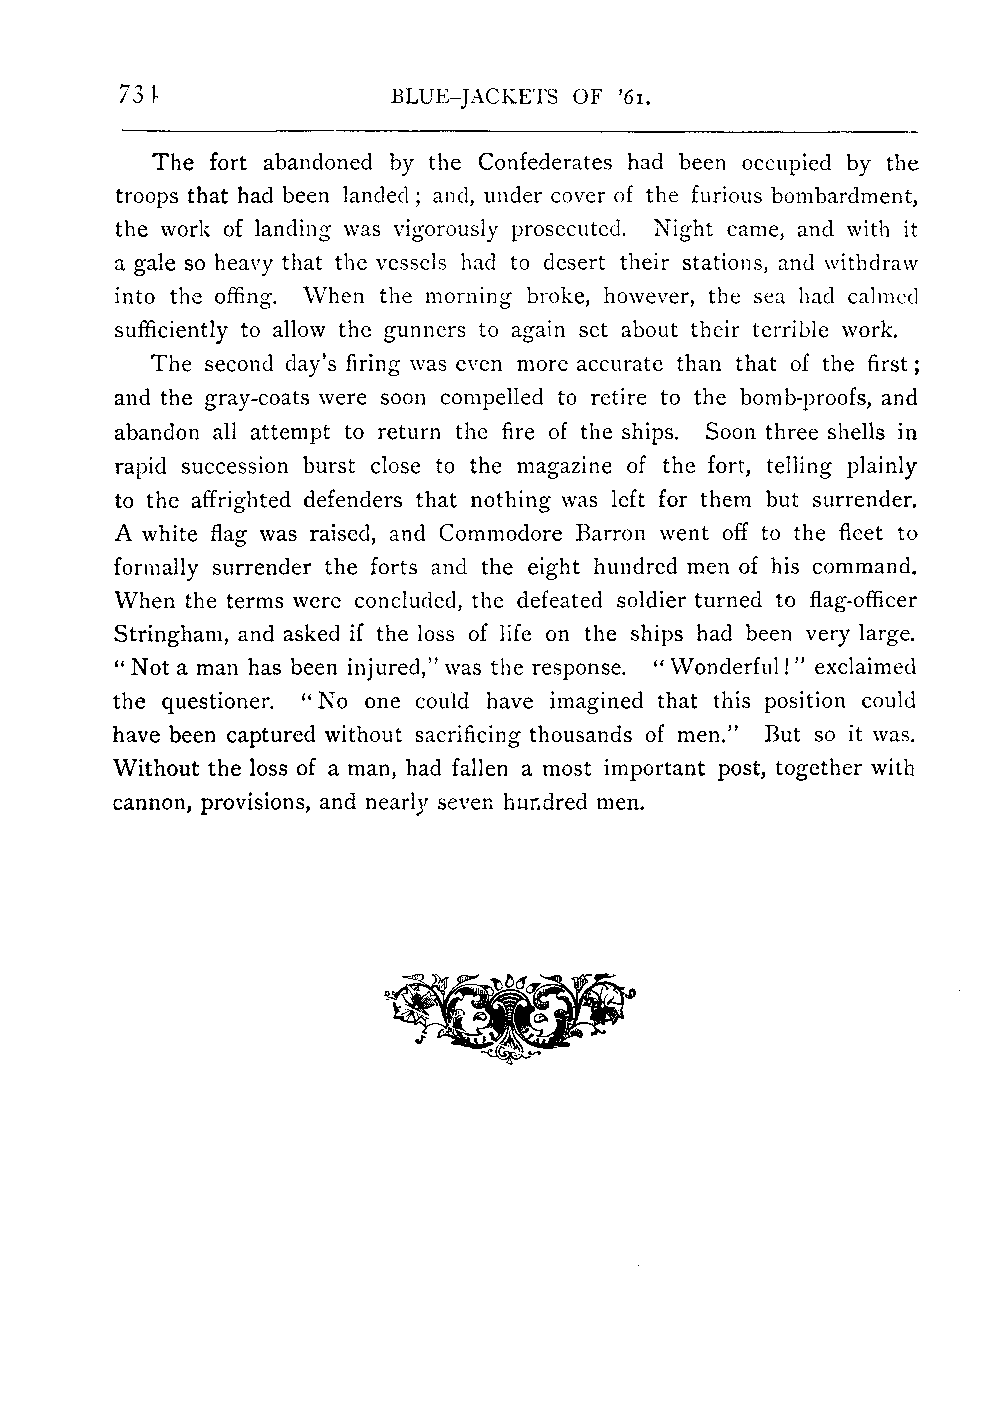 BLUE-JACKETS OF '61.
The fort abandoned by the Confederates had been occupied by the
troops that had been landed; and, under cover of the furious bombardment,
the work of landing was vigorously prosecuted. Night came, and with it
a gale so heavy that the vessels had to desert their stations, and withdraw
into the offing. When the morning broke, however, the sea had calmed
sufficiently to allow the gunners to again set about their terrible work.
The second day's firing was even more accurate than that of the first;
and the gray-coats were soon compelled to retire to the bomb-proofs, and
abandon all attempt to return the fire of the ships. Soon three shells in
rapid succession burst close to the magazine of the fort, telling plainly
to the affrighted defenders that nothing was left for them but surrender.
A white flag was raised, and Commodore Barron went off to the fleet to
formally surrender the forts and the eight hundred men of his command.
When the terms were concluded, the defeated soldier turned to flag-officer
Stringham, and asked if the loss of life on the ships had been very large.
"Not a man has been injured," was the response. "Wonderful!" exclaimed
the questioner. "No one could have imagined that this position could
have been captured without sacrificing thousands of men." But so it was.
Without the loss of a man, had fallen a most important post, together with
cannon, provisions, and nearly seven hundred men.